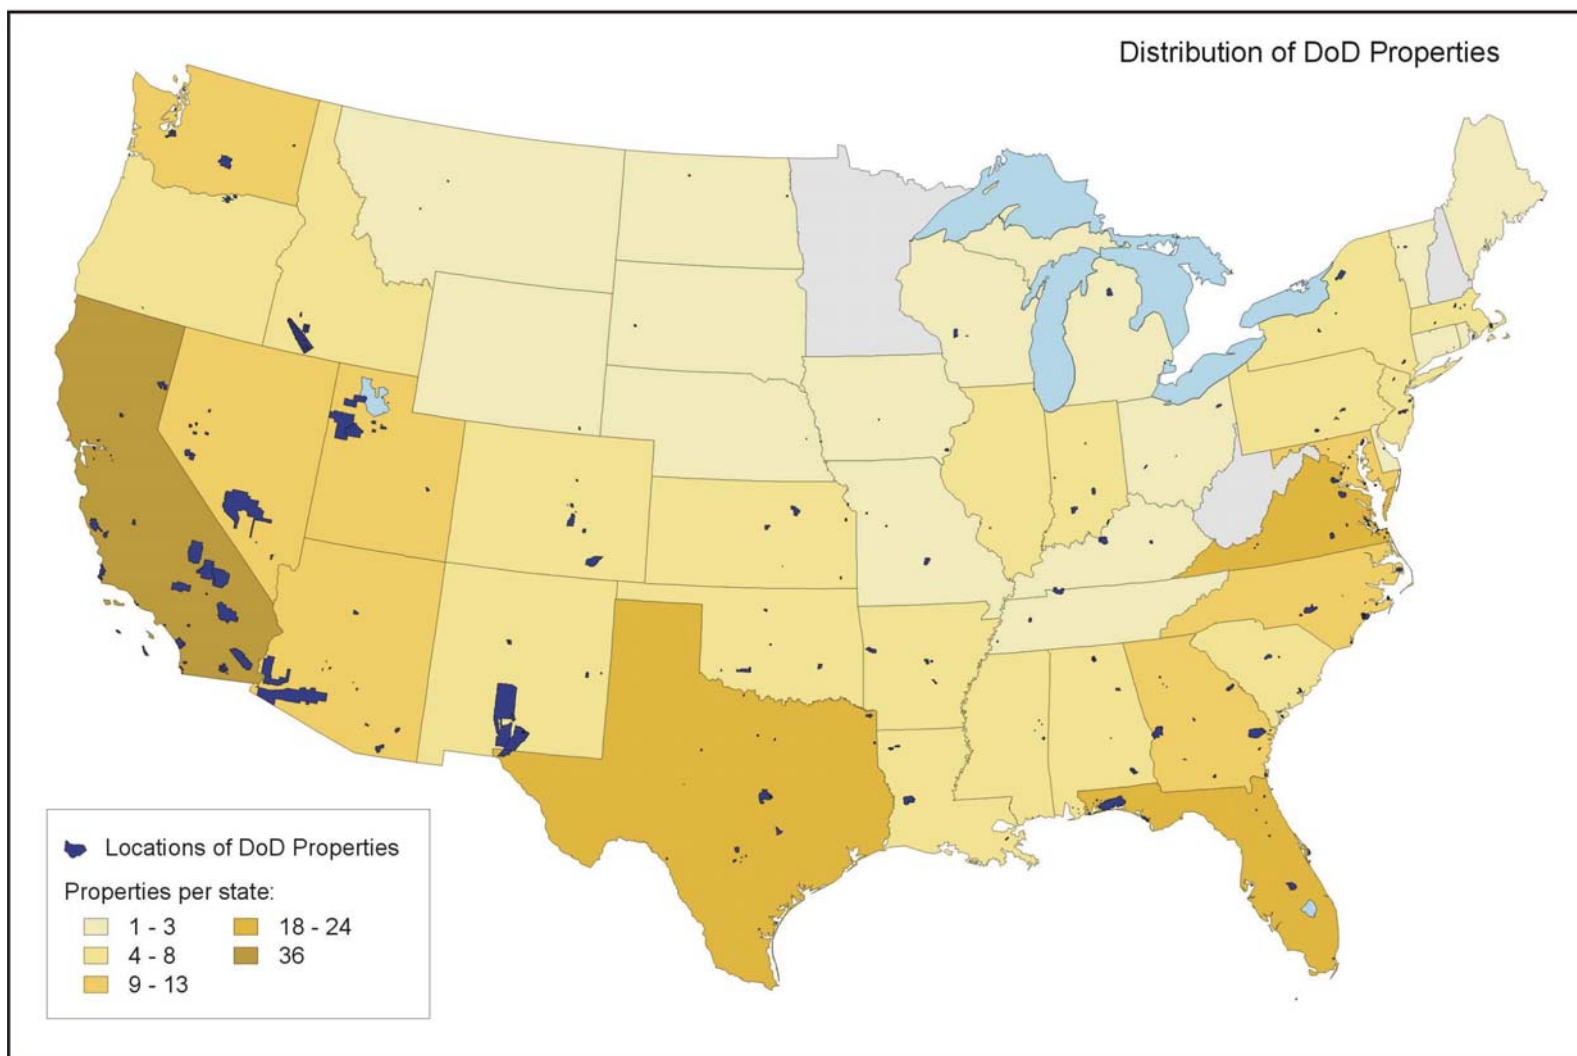 Distribution of DoD Properties
Locations of DoD Properties
Properties per state:
1 - 3
18 - 24
4 - 8
36
9 - 13